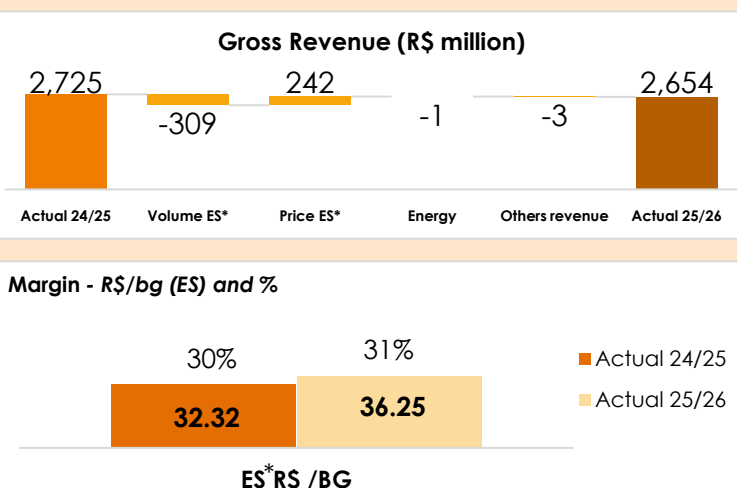 Gross Revenue (R$ million)
2,725
-309
242
-1
-3
2,654
Actual 24/25 Volume ES* Price ES* Energy Others revenue Actual 25/26
Margin - R$/bg (ES) and %
30% 31%
32.32 36.25
Actual 24/25
Actual 25/26
ES*R$ /BG